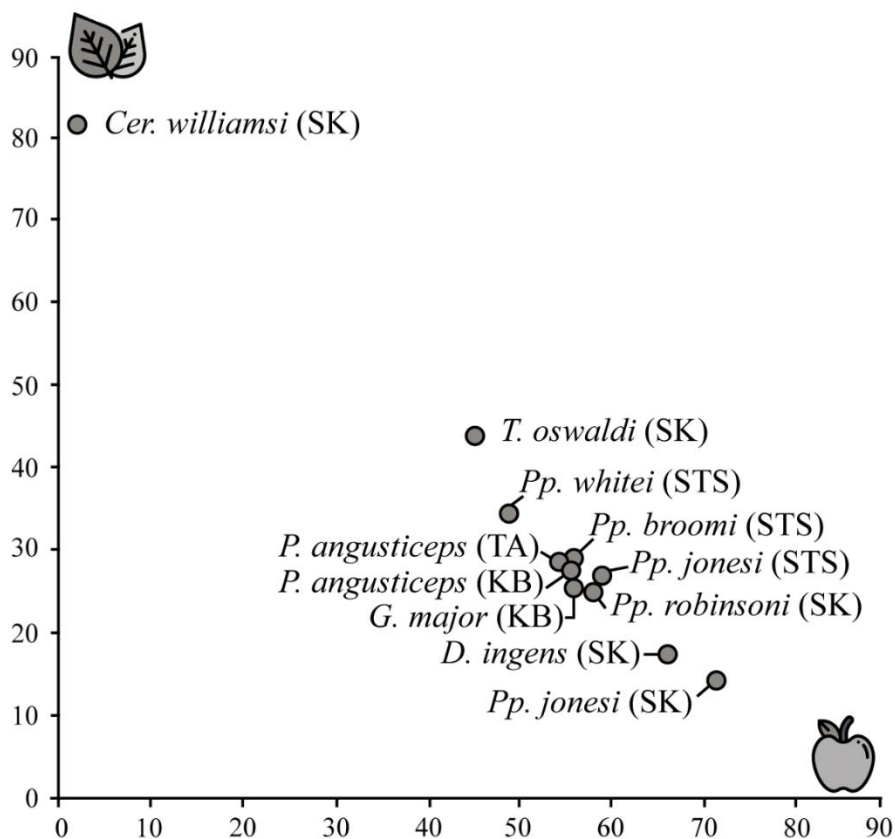 90
Cer. williamsi (SK)
80
70
60
50
T. oswaldi (SK)
40
Pp. whitei (STS)
Pp. broomi (STS)
30
P. angusticeps (TA)
Pp. jonesi (STS)
P. angusticeps (KB)
Pp. robinsoni (SK)
G. major (KB)
20
D. ingens (SK)
Pp. jonesi (SK)
10
0
0 10 20 30 40 50 60 70 80 90